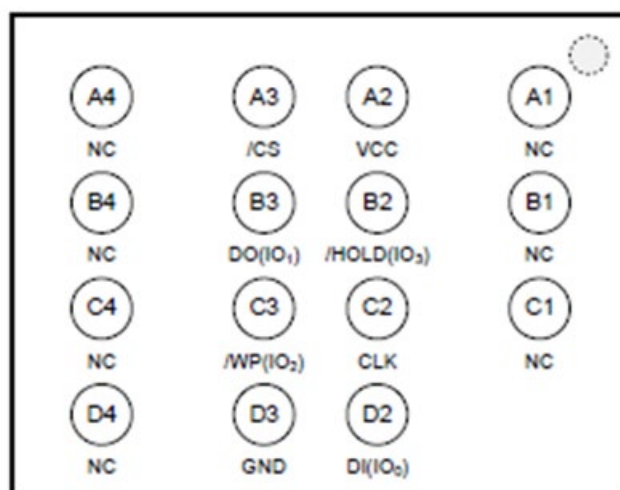 A4 A3 A2 A1
NC /CS VCC NC
B4 B3 B2 B1
NC DO(IO₁) /HOLD(IO₃) NC
C4 C3 C2 C1
NC /WP(IO₂) CLK NC
D4 D3 D2
NC GND DI(IO₀)